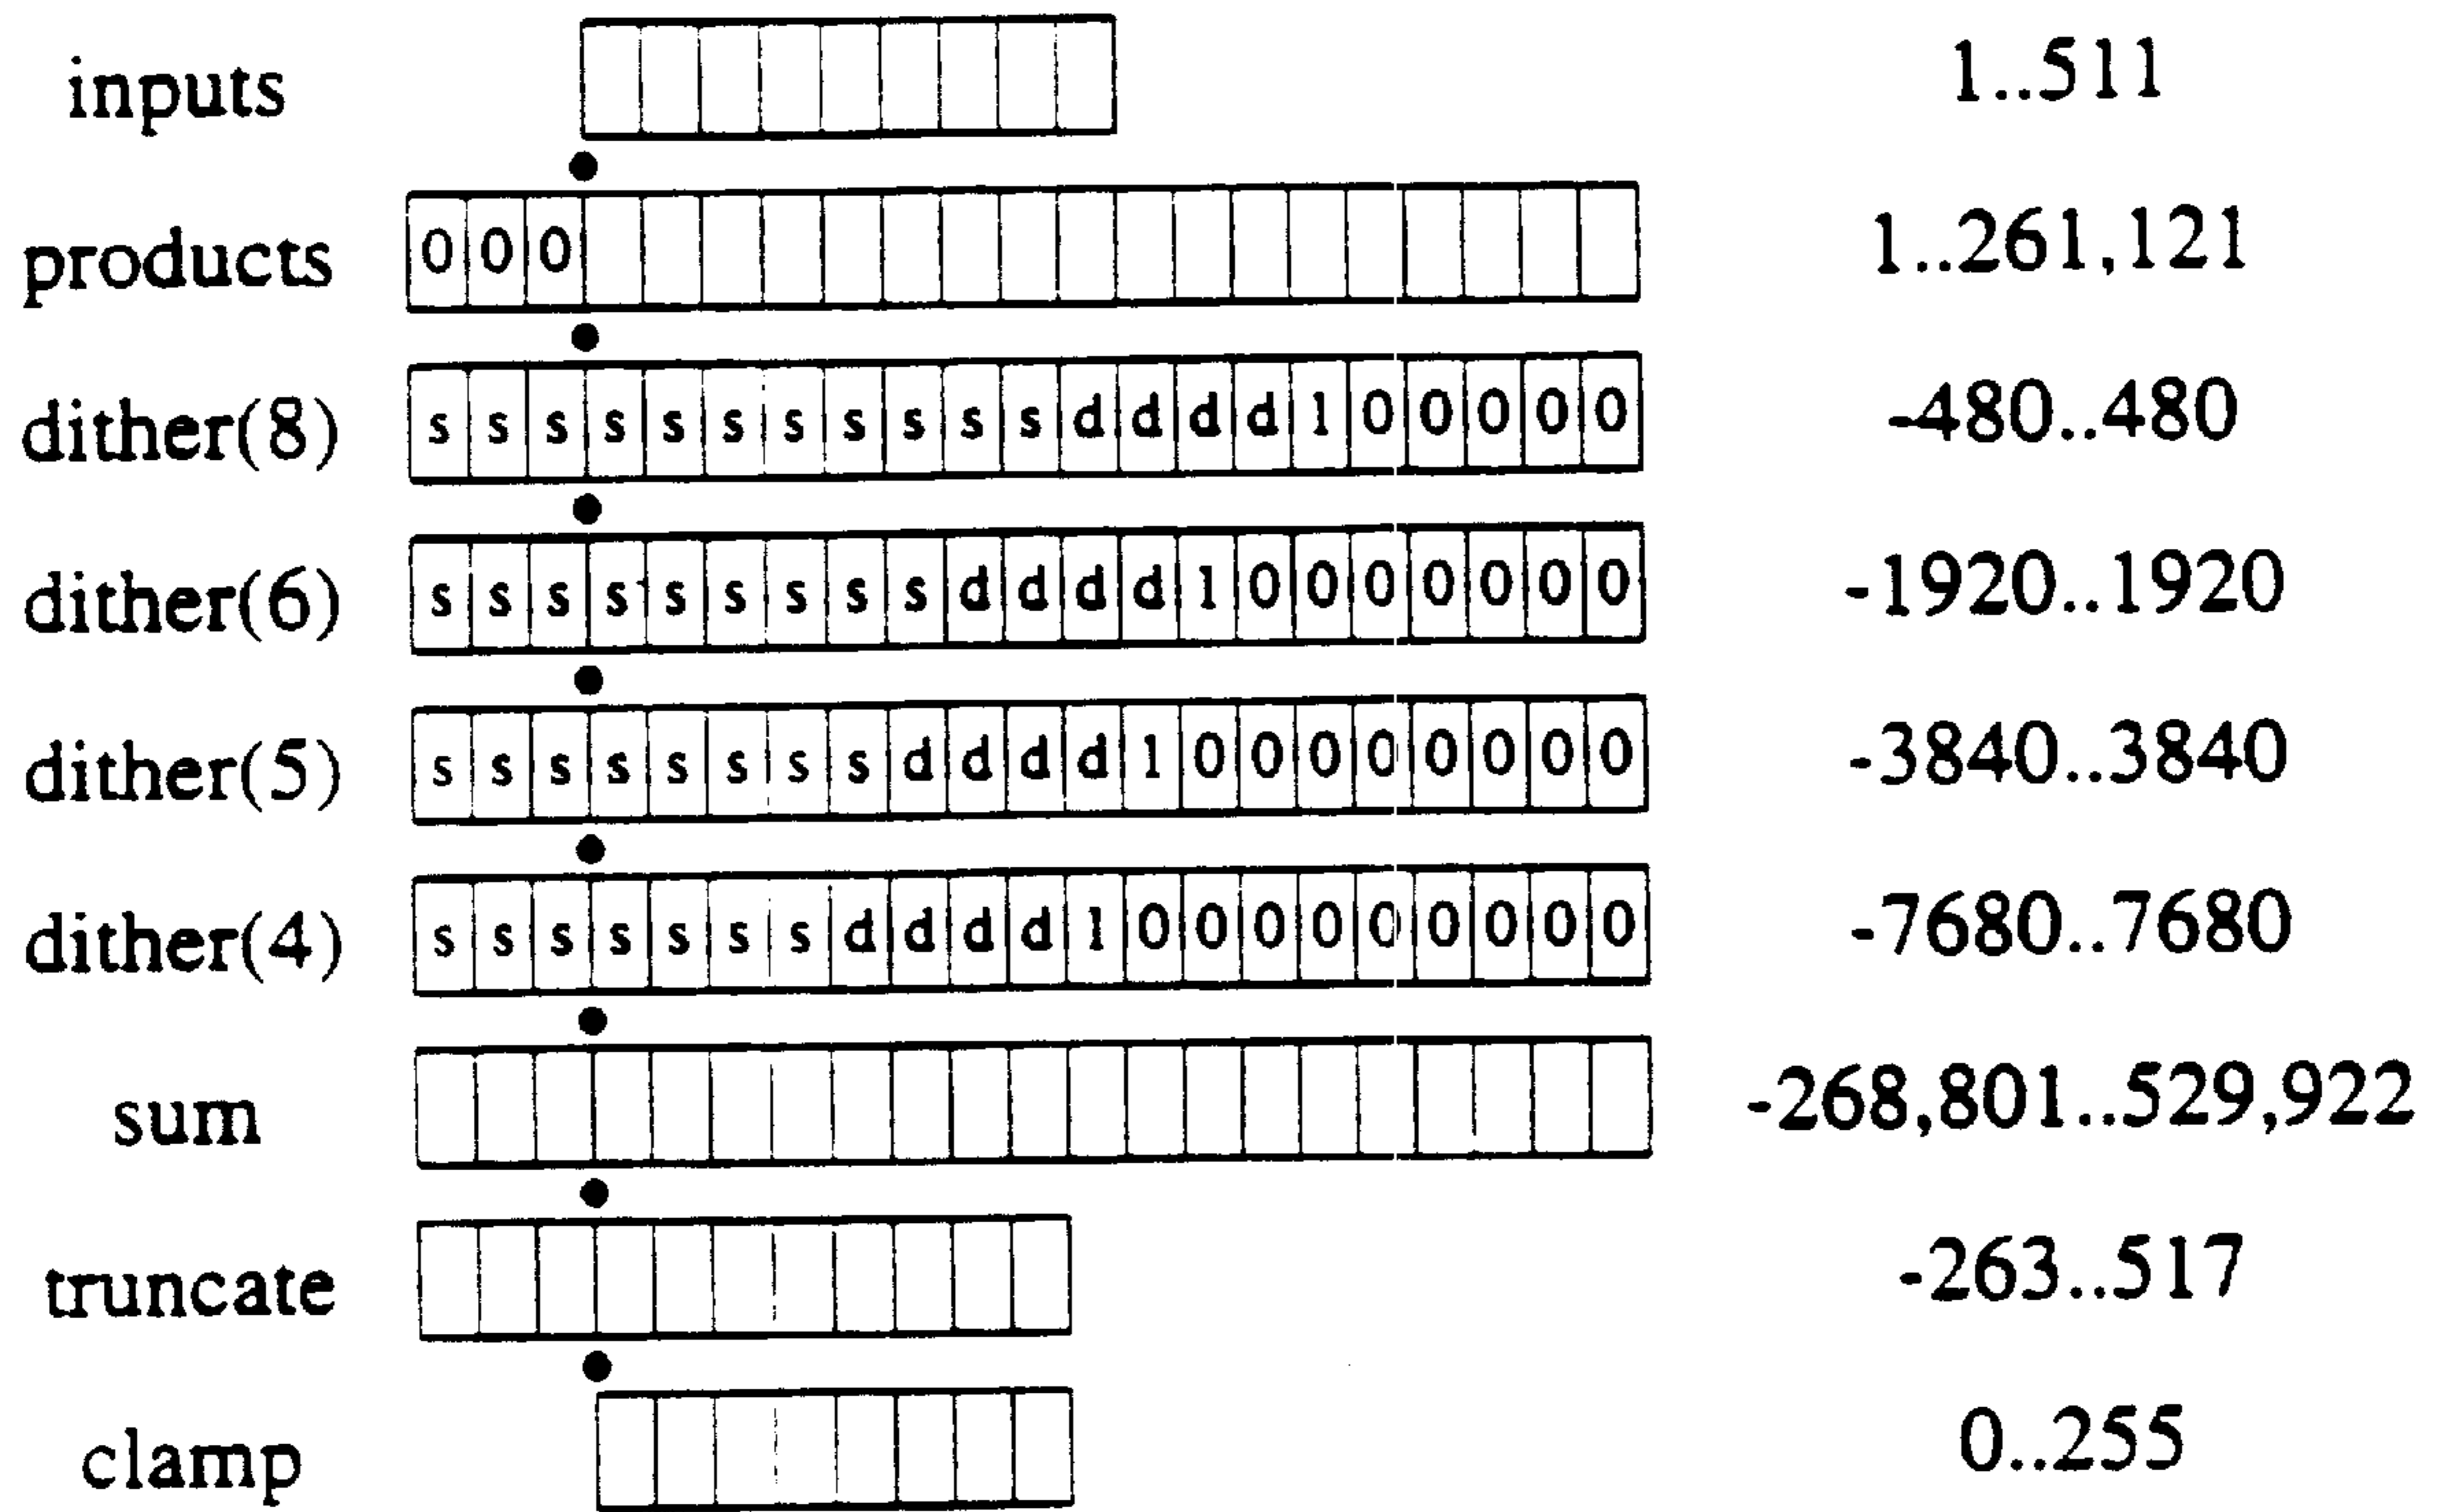 inputs 1..511
products 0 0 0 1..261,121
dither(8) s s s s s s s s s s s d d d d 1 0 0 0 0 0 -480..480
dither(6) s s s s s s s s s d d d d 1 0 0 0 0 0 0 0 -1920..1920
dither(5) s s s s s s s s d d d d 1 0 0 0 0 0 0 0 0 -3840..3840
dither(4) s s s s s s s d d d d 1 0 0 0 0 0 0 0 0 0 -7680..7680
sum -268,801..529,922
truncate -263..517
clamp 0..255